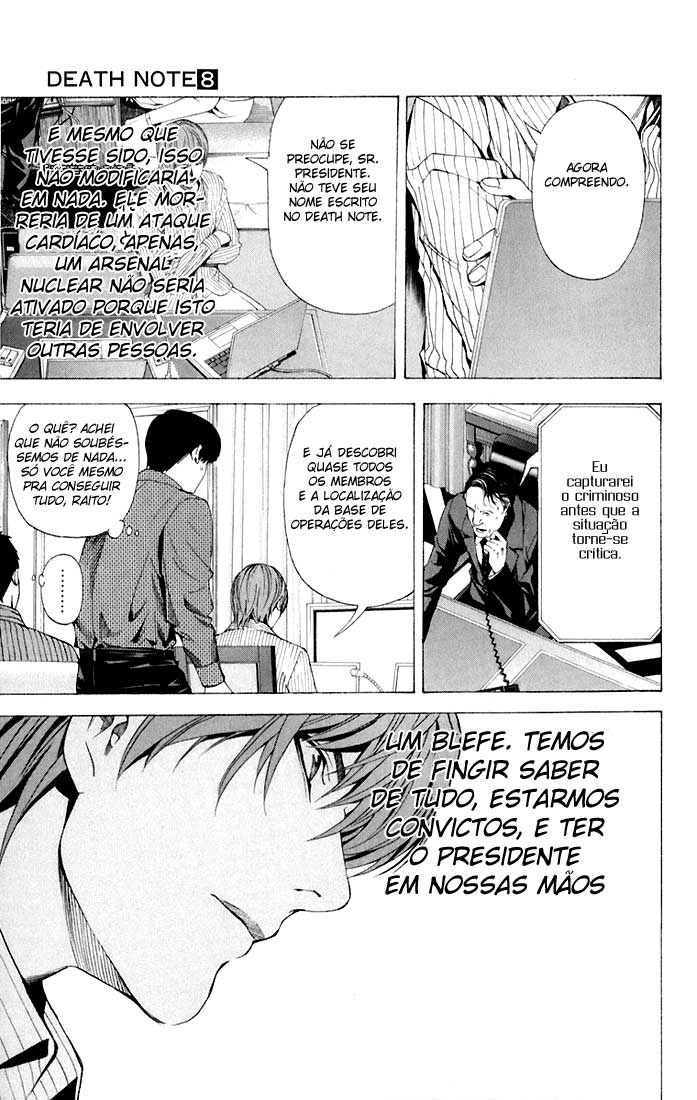 DEATH NOTE 8
AGORA
COMPREENDO.
NÃO SE
PREOCUPE, SR.
PRESIDENTE.
NÃO TEVE SEU
NOME ESCRITO
NO DEATH NOTE.
E MESMO QUE
TIVESSE SIDO, ISSO
NÃO MODIFICARIA
EM NADA. ELE MOR-
RERIA DE UM ATAQUE
CARDÍACO, APENAS,
UM ARSENAL
NUCLEAR NÃO SERIA
ATIVADO PORQUE ISTO
TERIA DE ENVOLVER
OUTRAS PESSOAS.
Eu
capturarei
o criminoso
antes que a
situação
torne-se
crítica.
E JÁ DESCOBRI
QUASE TODOS
OS MEMBROS
E A LOCALIZAÇÃO
DA BASE DE
OPERAÇÕES DELES.
O QUÊ? ACHEI
QUE NÃO SOUBÉS-
SEMOS DE NADA...
SÓ VOCÊ MESMO
PRA CONSEGUIR
TUDO, RAITO!
UM BLEFE. TEMOS
DE FINGIR SABER
DE TUDO, ESTARMOS
CONVICTOS, E TER
O PRESIDENTE
EM NOSSAS MÃOS